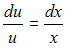 du/u = dx/x